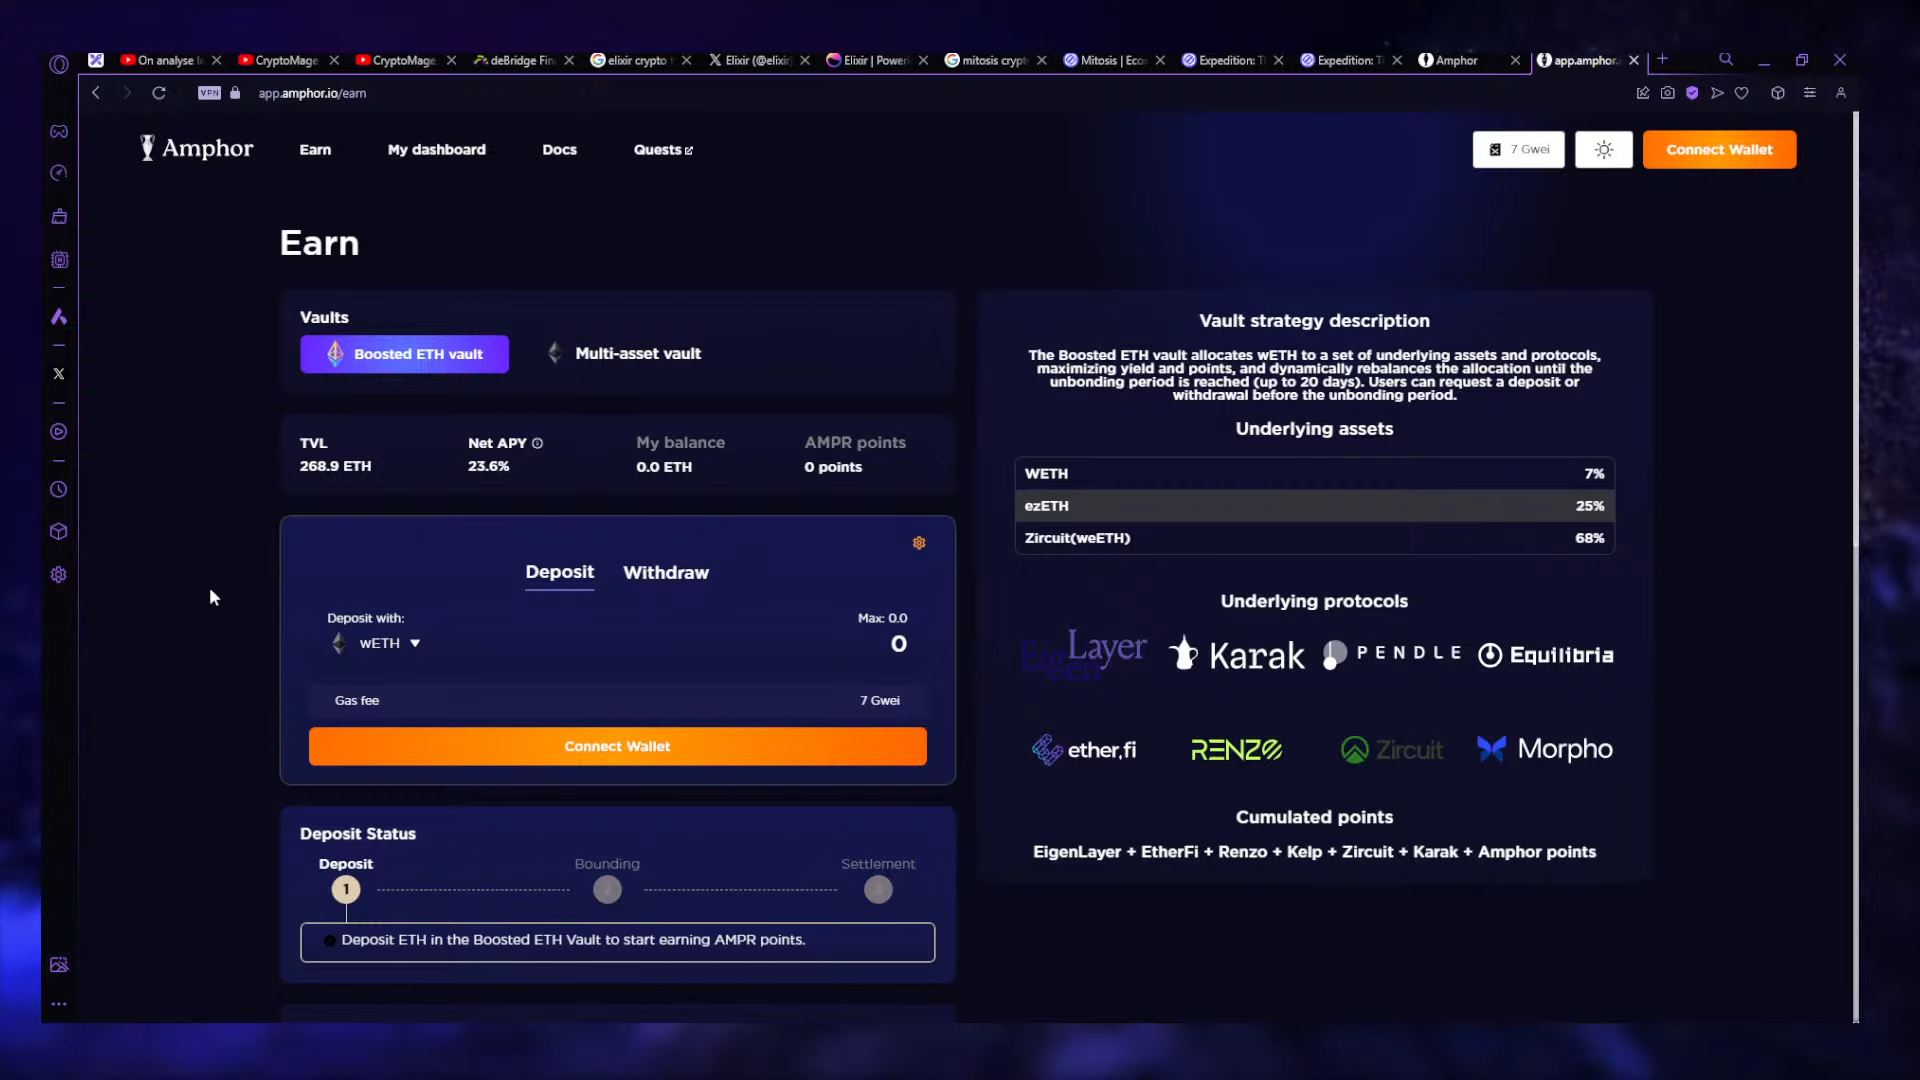 On analyse l
CryptoMage
CryptoMage
deBridge Fin
elixir crypto
Elixir (@elixir
Elixir | Poweri
mitosis crypt
Mitosis | Eco
Expedition: T
Expedition: T
Amphor
app.amphor.
VPN
app.amphor.io/earn
Amphor
Earn
My dashboard
Docs
Quests
7 Gwei
Connect Wallet
Earn
Vaults
Boosted ETH vault
Multi-asset vault
TVL
Net APY
My balance
AMPR points
268.9 ETH
23.6%
0.0 ETH
0 points
Deposit
Withdraw
Deposit with:
Max: 0.0
wETH
0
Gas fee
7 Gwei
Connect Wallet
Deposit Status
Deposit
Bounding
Settlement
1
2
3
Deposit ETH in the Boosted ETH Vault to start earning AMPR points.
Vault strategy description
The Boosted ETH vault allocates wETH to a set of underlying assets and protocols,
maximizing yield and points, and dynamically rebalances the allocation until the
unbonding period is reached (up to 20 days). Users can request a deposit or
withdrawal before the unbonding period.
Underlying assets
WETH 7%
ezETH 25%
Zircuit(weETH) 68%
Underlying protocols
EigenLayer
Karak
PENDLE
Equilibria
ether.fi
RENZO
Zircuit
Morpho
Cumulated points
EigenLayer + EtherFi + Renzo + Kelp + Zircuit + Karak + Amphor points